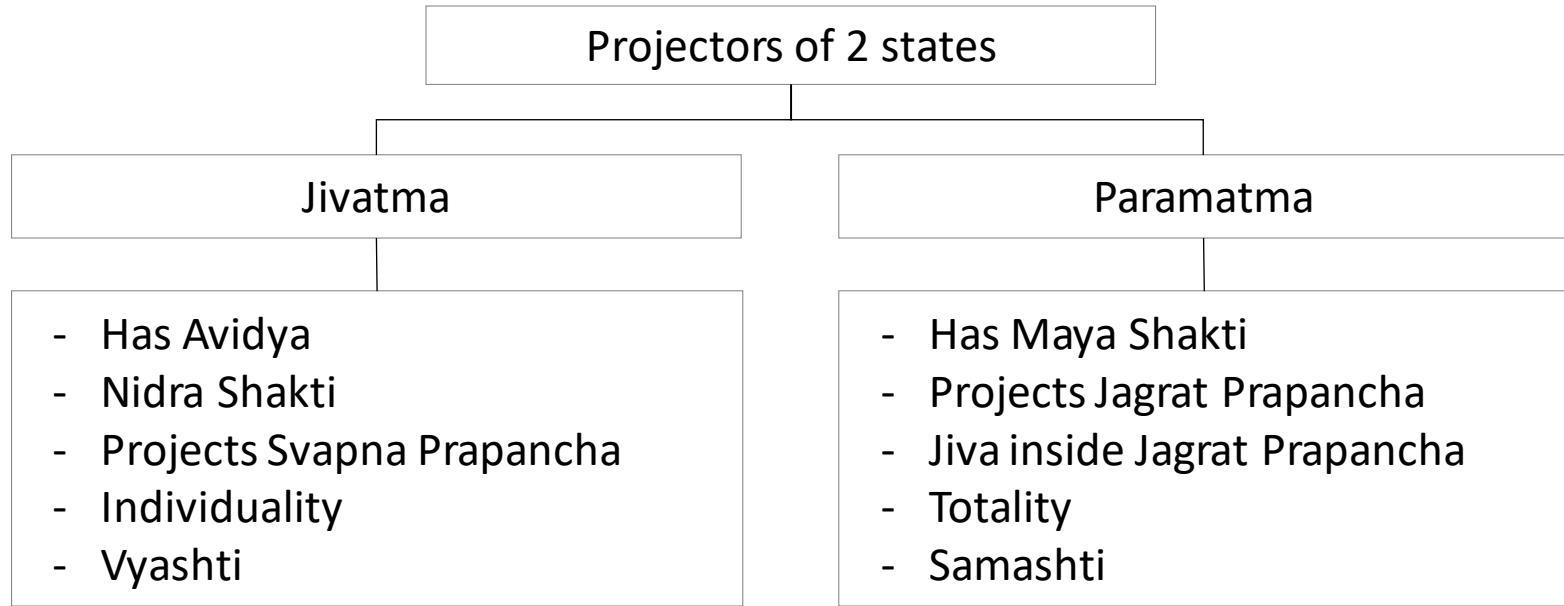 Projectors of 2 states
Jivatma
Paramatma
- Has Avidya
- Nidra Shakti
- Projects Svapna Prapancha
- Individuality
- Vyashti
- Has Maya Shakti
- Projects Jagrat Prapancha
- Jiva inside Jagrat Prapancha
- Totality
- Samashti